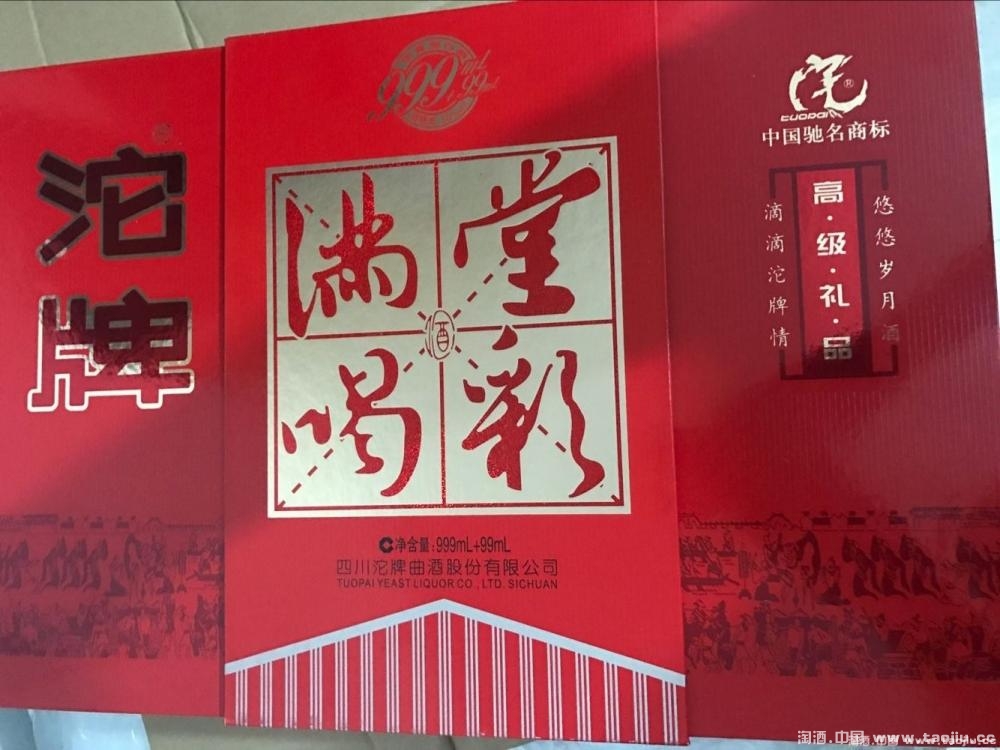 沱牌
®
999mL
99mL
满堂
酒
喝彩
净含量:999mL+99mL
四川沱牌曲酒股份有限公司
TUOPAI YEAST LIQUOR CO., LTD. SICHUAN
沱®
TUOPAI
中国驰名商标
悠悠岁月酒
高·级·礼·品
滴滴沱牌情
淘酒.中国 www.taojiu.cc